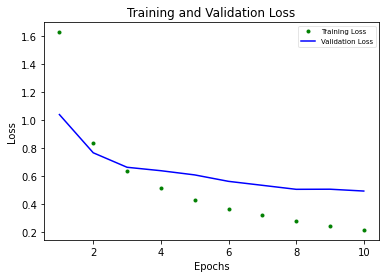 Training and Validation Loss
Training Loss
Validation Loss
1.6
1.4
1.2
1.0
0.8
0.6
0.4
0.2
Loss
2 4 6 8 10
Epochs